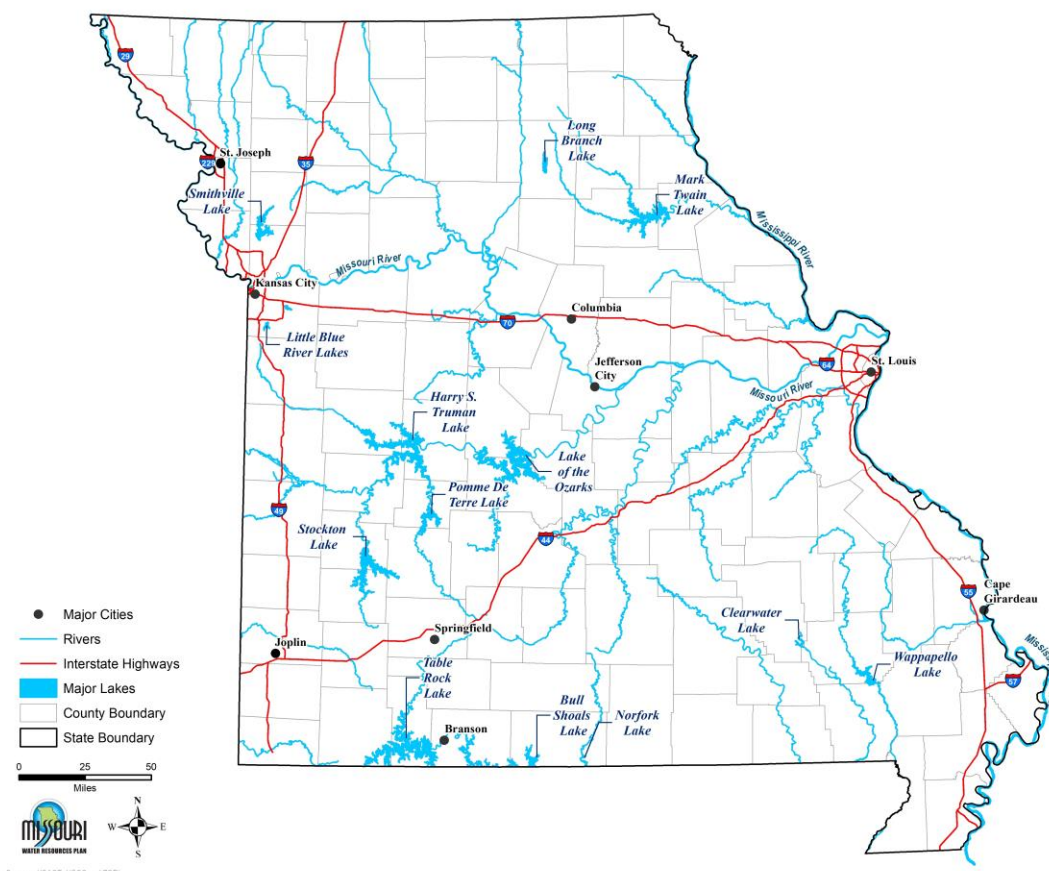 29
St. Joseph
229
35
Smithville
Lake
Long
Branch
Lake
Mark
Twain
Lake
Mississippi River
Missouri River
Kansas City
Little Blue
River Lakes
70
Columbia
Jefferson
City
64
St. Louis
Missouri River
Harry S.
Truman
Lake
Lake
of the
Ozarks
Pomme De
Terre Lake
49
Stockton
Lake
44
55
Cape
Girardeau
Clearwater
Lake
Wappapello
Lake
57
Joplin
Springfield
Table
Rock
Lake
Branson
Bull
Shoals
Lake
Norfork
Lake
Major Cities
Rivers
Interstate Highways
Major Lakes
County Boundary
State Boundary
0 25 50
Miles
MISSOURI
WATER RESOURCES PLAN
N
W E
S